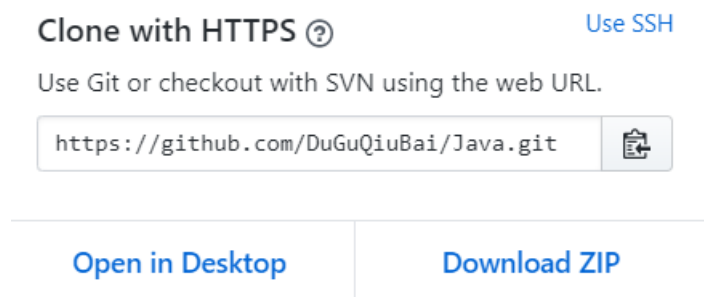 Clone with HTTPS
Use SSH
Use Git or checkout with SVN using the web URL.
https://github.com/DuGuQiuBai/Java.git
Open in Desktop
Download ZIP